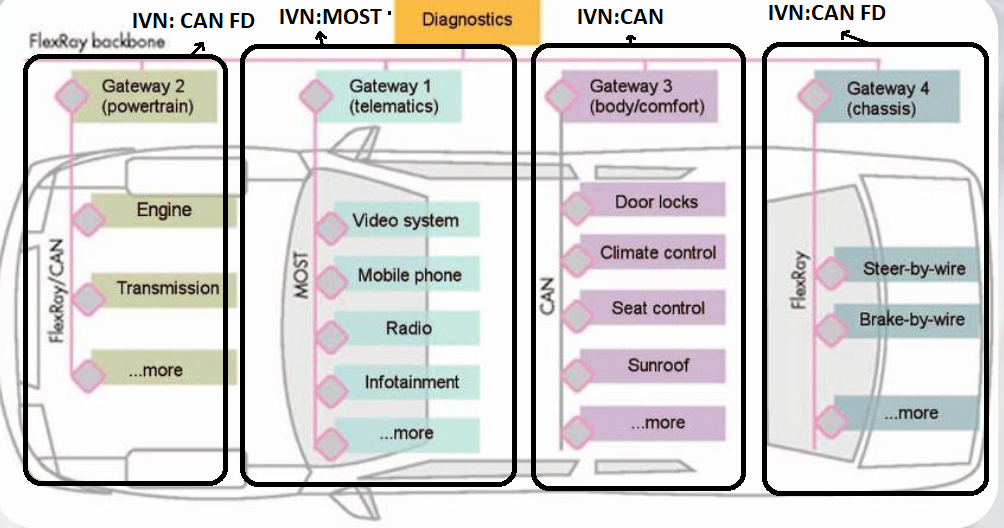 IVN: CAN FD
IVN:MOST
Diagnostics
IVN:CAN
IVN:CAN FD
FlexRay backbone
Gateway 2
(powertrain)
Gateway 1
(telematics)
Gateway 3
(body/comfort)
Gateway 4
(chassis)
FlexRay/CAN
Engine
Transmission
...more
MOST
Video system
Mobile phone
Radio
Infotainment
...more
CAN
Door locks
Climate control
Seat control
Sunroof
...more
FlexRay
Steer-by-wire
Brake-by-wire
...more